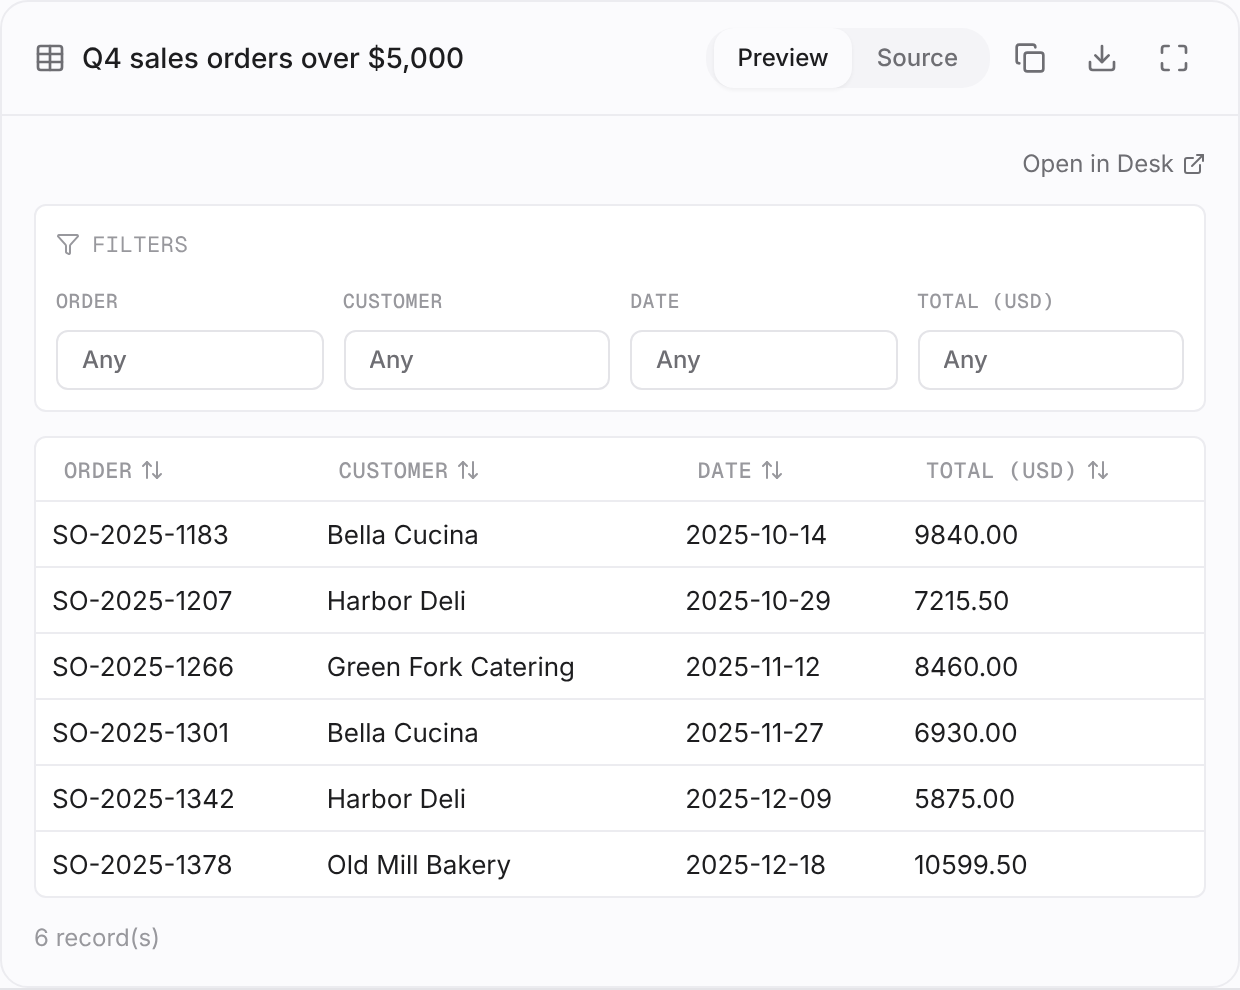 Q4 sales orders over $5,000
Preview
Source
Open in Desk
FILTERS
ORDER CUSTOMER DATE TOTAL (USD)
Any Any Any Any
ORDER CUSTOMER DATE TOTAL (USD)
SO-2025-1183 Bella Cucina 2025-10-14 9840.00
SO-2025-1207 Harbor Deli 2025-10-29 7215.50
SO-2025-1266 Green Fork Catering 2025-11-12 8460.00
SO-2025-1301 Bella Cucina 2025-11-27 6930.00
SO-2025-1342 Harbor Deli 2025-12-09 5875.00
SO-2025-1378 Old Mill Bakery 2025-12-18 10599.50
6 record(s)